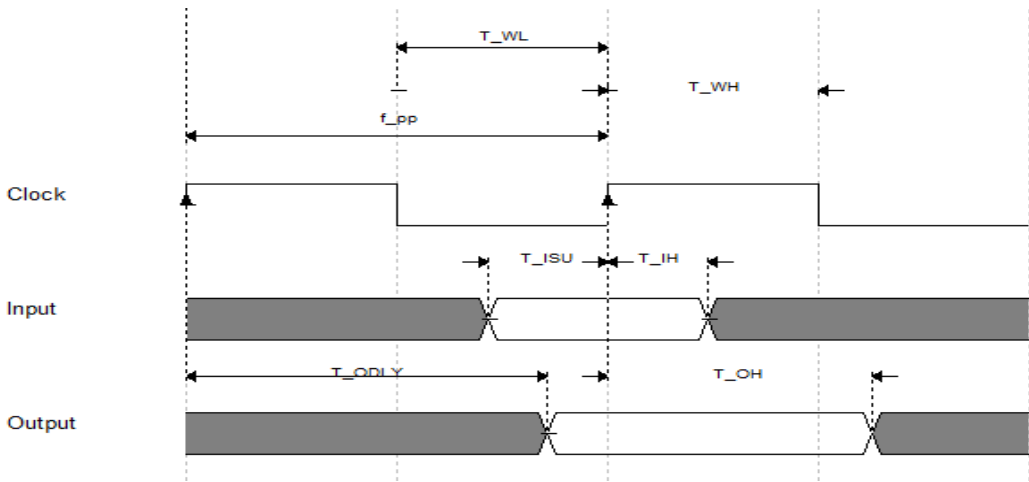 T_WL
T_WH
f_pp
Clock
T_ISU
T_IH
Input
T_ODLY
T_OH
Output